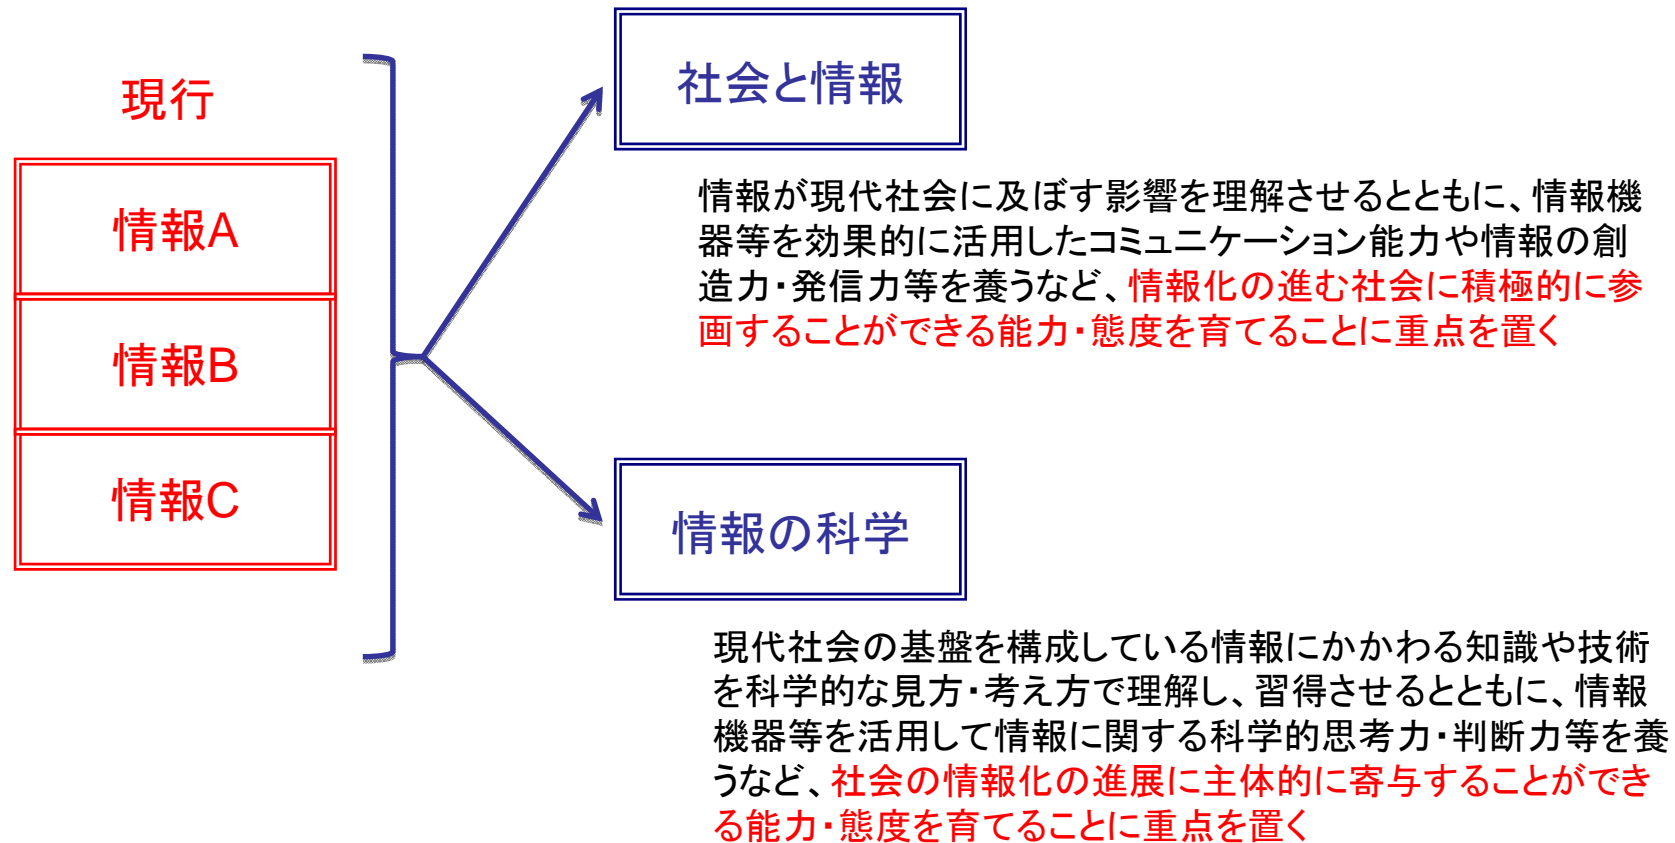 現行
情報A
情報B
情報C
社会と情報
情報が現代社会に及ぼす影響を理解させるとともに、情報機
器等を効果的に活用したコミュニケーション能力や情報の創
造力・発信力等を養うなど、情報化の進む社会に積極的に参
画することができる能力・態度を育てることに重点を置く
情報の科学
現代社会の基盤を構成している情報にかかわる知識や技術
を科学的な見方・考え方で理解し、習得させるとともに、情報
機器等を活用して情報に関する科学的思考力・判断力等を養
うなど、社会の情報化の進展に主体的に寄与することができ
る能力・態度を育てることに重点を置く